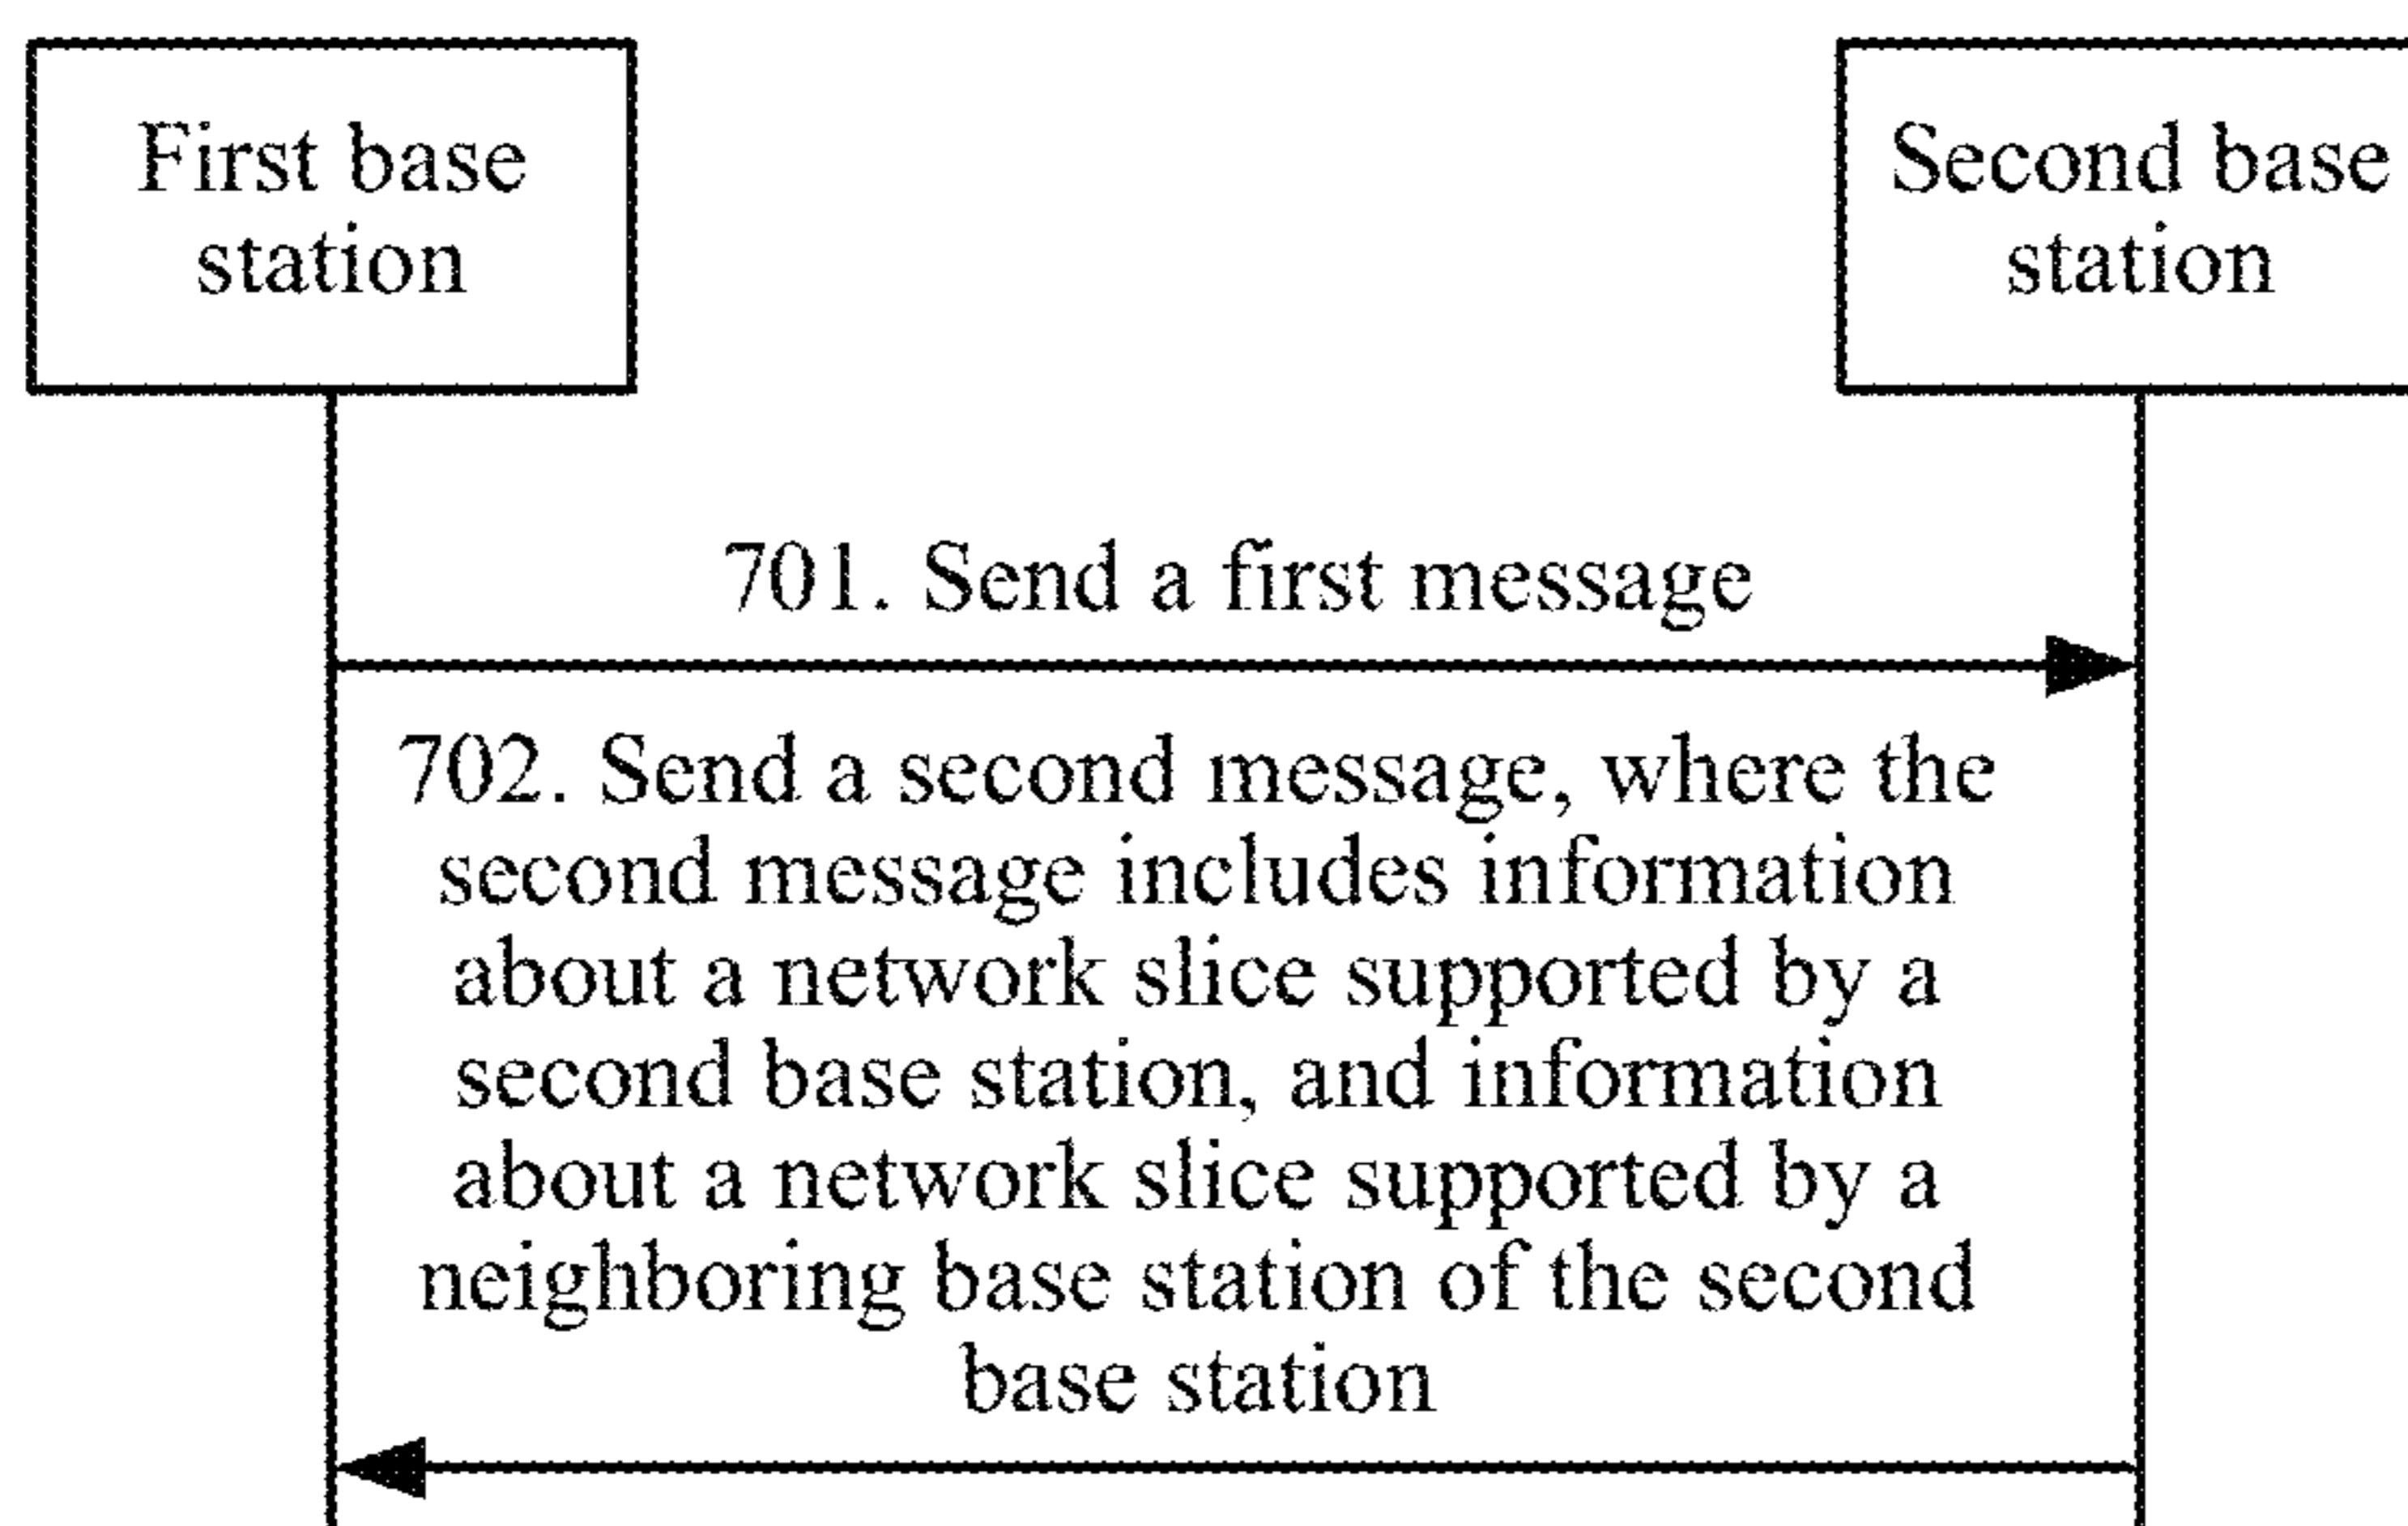 First base
station
Second base
station
701. Send a first message
702. Send a second message, where the
second message includes information
about a network slice supported by a
second base station, and information
about a network slice supported by a
neighboring base station of the second
base station